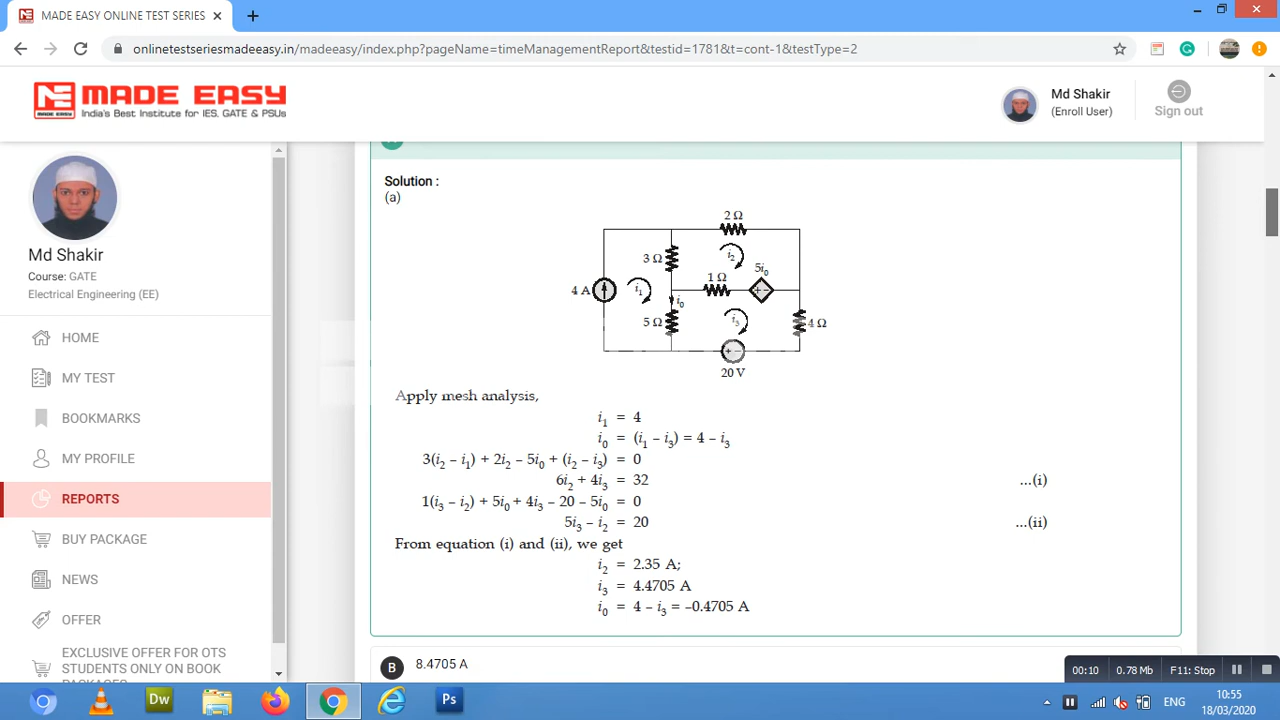 MADE EASY ONLINE TEST SERIES
onlinetestseriesmadeeasy.in/madeeasy/index.php?pageName=timeManagementReport&testid=1781&t=cont-1&testType=2
MADE EASY
India's Best Institute for IES, GATE & PSUs
Md Shakir
(Enroll User)
Sign out
Md Shakir
Course: GATE
Electrical Engineering (EE)
HOME
MY TEST
BOOKMARKS
MY PROFILE
REPORTS
BUY PACKAGE
NEWS
OFFER
EXCLUSIVE OFFER FOR OTS
STUDENTS ONLY ON BOOK
PACKAGES
Solution :
(a)
2 Ω
3 Ω
i₂
5i₀
1 Ω
4 A
i₁
+ −
i₀
5 Ω
i₃
4 Ω
+ −
20 V
Apply mesh analysis,
i₁ = 4
i₀ = (i₁ – i₃) = 4 – i₃
3(i₂ – i₁) + 2i₂ – 5i₀ + (i₂ – i₃) = 0
6i₂ + 4i₃ = 32 ...(i)
1(i₃ – i₂) + 5i₀ + 4i₃ – 20 – 5i₀ = 0
5i₃ – i₂ = 20 ...(ii)
From equation (i) and (ii), we get
i₂ = 2.35 A;
i₃ = 4.4705 A
i₀ = 4 – i₃ = –0.4705 A
B 8.4705 A
00:10 0.78 Mb F11: Stop
Dw
Ps
ENG
10:55
18/03/2020